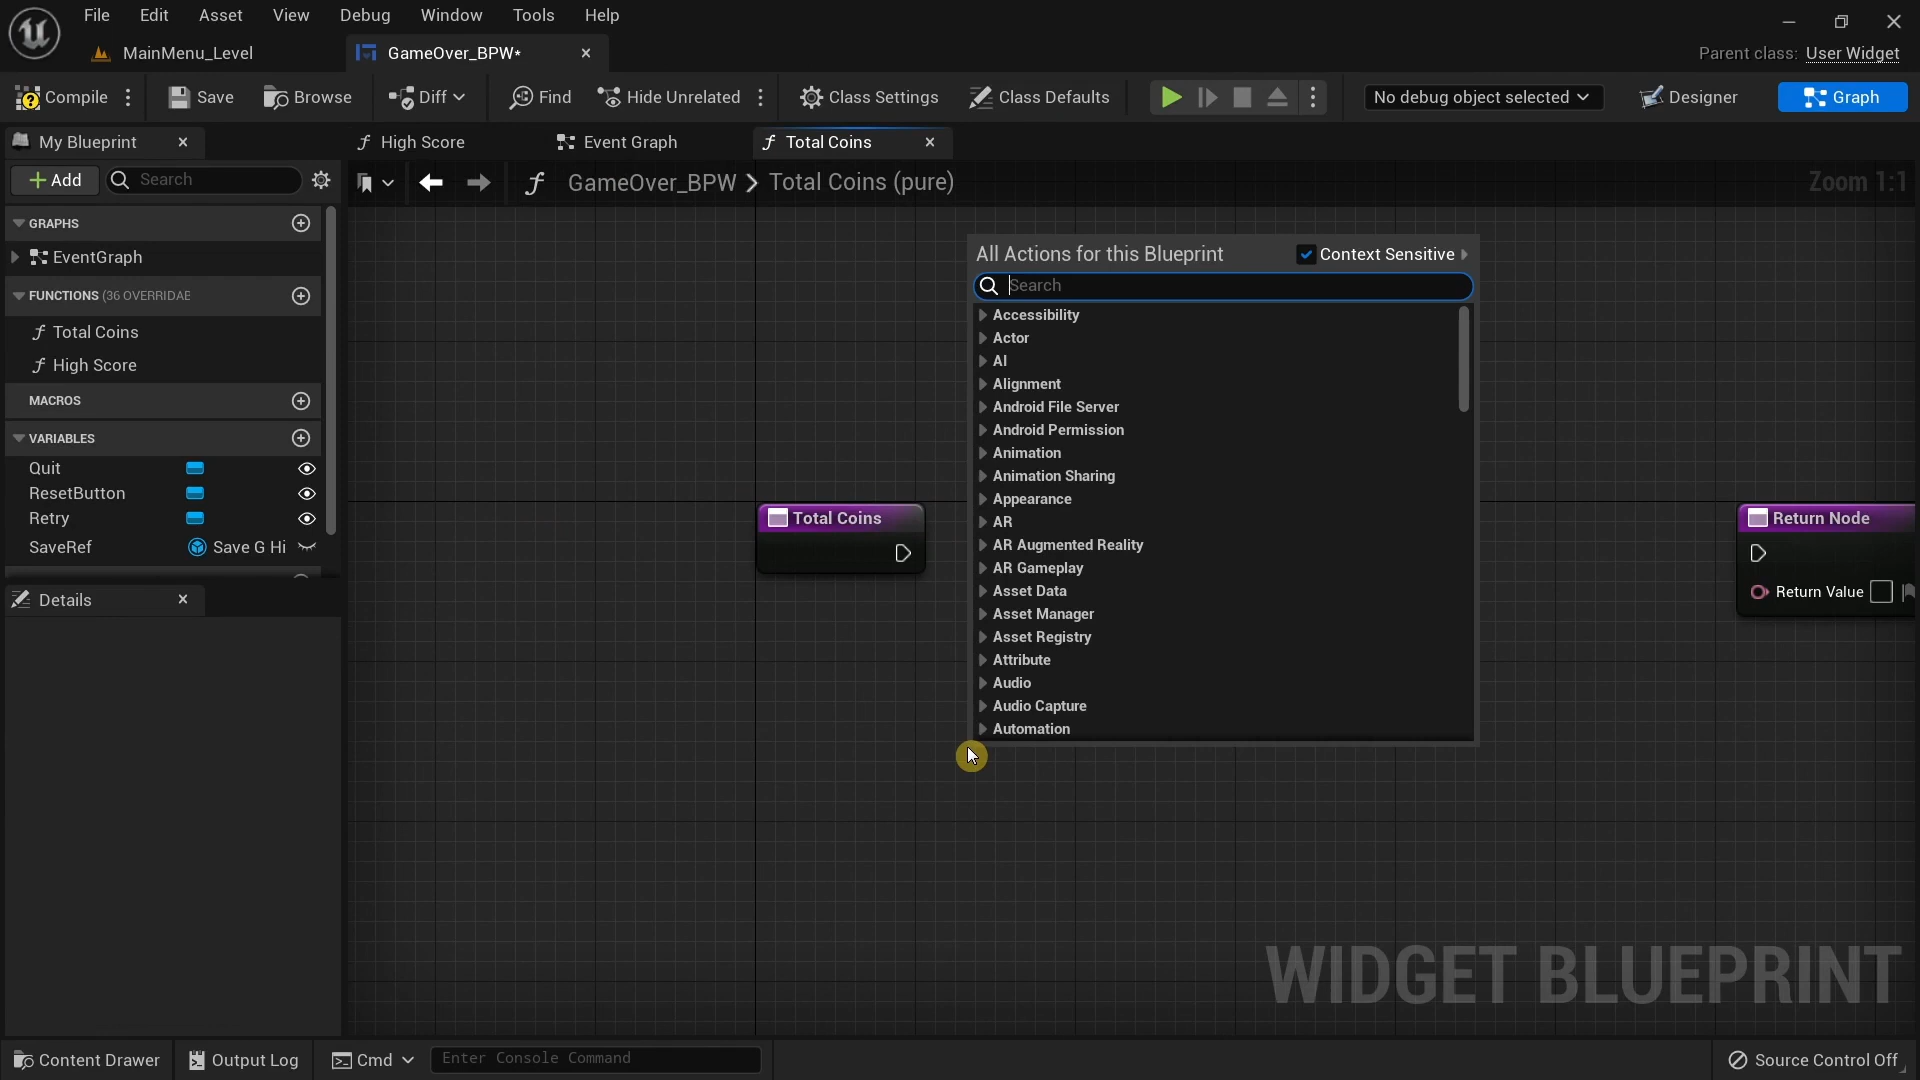 File Edit Asset View Debug Window Tools Help
MainMenu_Level GameOver_BPW* Parent class: User Widget
Compile Save Browse Diff Find Hide Unrelated Class Settings Class Defaults No debug object selected Designer Graph
My Blueprint High Score Event Graph Total Coins
Add Search GameOver_BPW > Total Coins (pure) Zoom 1:1
GRAPHS
EventGraph
FUNCTIONS (36 OVERRIDAE
Total Coins
High Score
MACROS
VARIABLES
Quit
ResetButton
Retry
SaveRef Save G Hi
Details
All Actions for this Blueprint Context Sensitive
Search
Accessibility
Actor
AI
Alignment
Android File Server
Android Permission
Animation
Animation Sharing
Appearance
AR
AR Augmented Reality
AR Gameplay
Asset Data
Asset Manager
Asset Registry
Attribute
Audio
Audio Capture
Automation
Total Coins
Return Node
Return Value
WIDGET BLUEPRINT
Content Drawer Output Log Cmd Enter Console Command Source Control Off